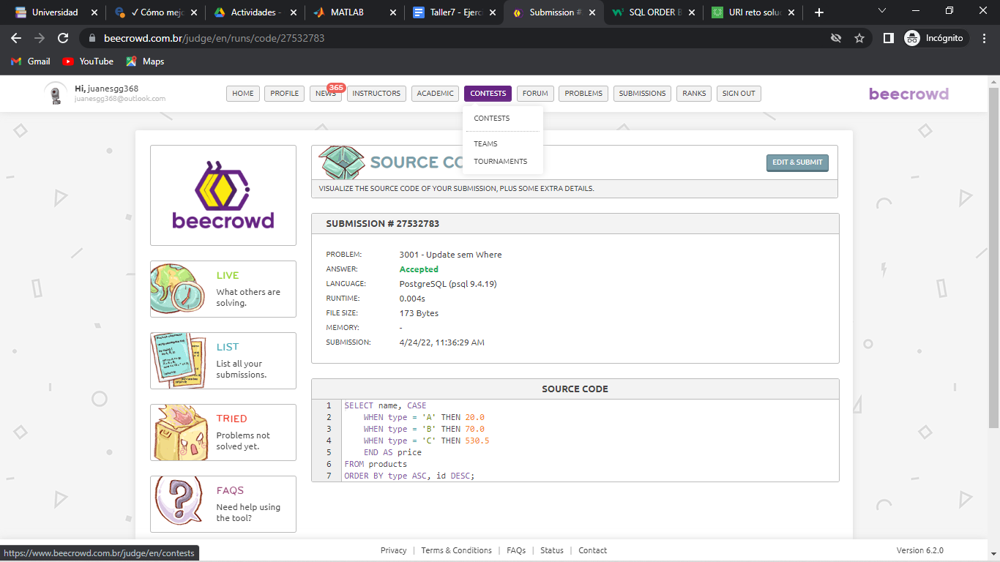 Universidad
✓ Cómo mejo
Actividades -
MATLAB
Taller7 - Ejerci
Submission #
SQL ORDER B
URI reto soluc
beecrowd.com.br/judge/en/runs/code/27532783
Incógnito
Gmail
YouTube
Maps
Hi, juanesgg368
juanesgg368@outlook.com
HOME
PROFILE
NEWS
365
INSTRUCTORS
ACADEMIC
CONTESTS
FORUM
PROBLEMS
SUBMISSIONS
RANKS
SIGN OUT
beecrowd
CONTESTS
TEAMS
TOURNAMENTS
beecrowd
SOURCE CO
EDIT & SUBMIT
VISUALIZE THE SOURCE CODE OF YOUR SUBMISSION, PLUS SOME EXTRA DETAILS.
LIVE
What others are
solving.
LIST
List all your
submissions.
TRIED
Problems not
solved yet.
FAQS
Need help using
the tool?
SUBMISSION # 27532783
PROBLEM: 3001 - Update sem Where
ANSWER: Accepted
LANGUAGE: PostgreSQL (psql 9.4.19)
RUNTIME: 0.004s
FILE SIZE: 173 Bytes
MEMORY: -
SUBMISSION: 4/24/22, 11:36:29 AM
SOURCE CODE
1 SELECT name, CASE
2 WHEN type = 'A' THEN 20.0
3 WHEN type = 'B' THEN 70.0
4 WHEN type = 'C' THEN 530.5
5 END AS price
6 FROM products
7 ORDER BY type ASC, id DESC;
https://www.beecrowd.com.br/judge/en/contests
Privacy | Terms & Conditions | FAQs | Status | Contact
Version 6.2.0